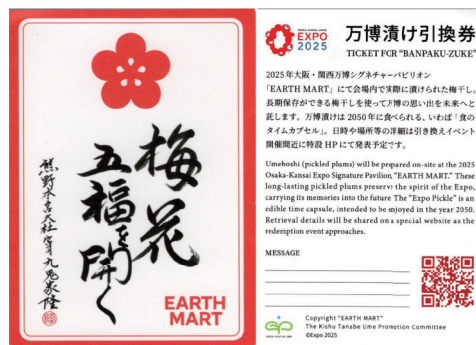 梅花
五福を開く
EARTH
MART
OSAKA, KANSAI, JAPAN
EXPO
2025
万博漬け引換券
TICKET FOR "BANPAKU-ZUKE"
2025年大阪・関西万博シグネチャーパビリオン
「EARTH MART」にて会場内で実際に漬けられた梅干し。
長期保存ができる梅干しを使って万博の思い出を未来へと
託します。万博漬けは2050年に食べられる、いわば「食の
タイムカプセル」。日時や場所等の詳細は引き換えイベント
開催間近に特設HPにて発表予定です。
Umeboshi (pickled plums) will be prepared on-site at the 2025
Osaka-Kansai Expo Signature Pavilion, "EARTH MART." These
long-lasting pickled plums preserve the spirit of the Expo,
carrying its memories into the future The "Expo Pickle" is an
edible time capsule, intended to be enjoyed in the year 2050.
Retrieval details will be shared on a special website as the
redemption event approaches.
MESSAGE
Copyright "EARTH MART"
The Kishu Tanabe Ume Promotion Committee
©Expo 2025